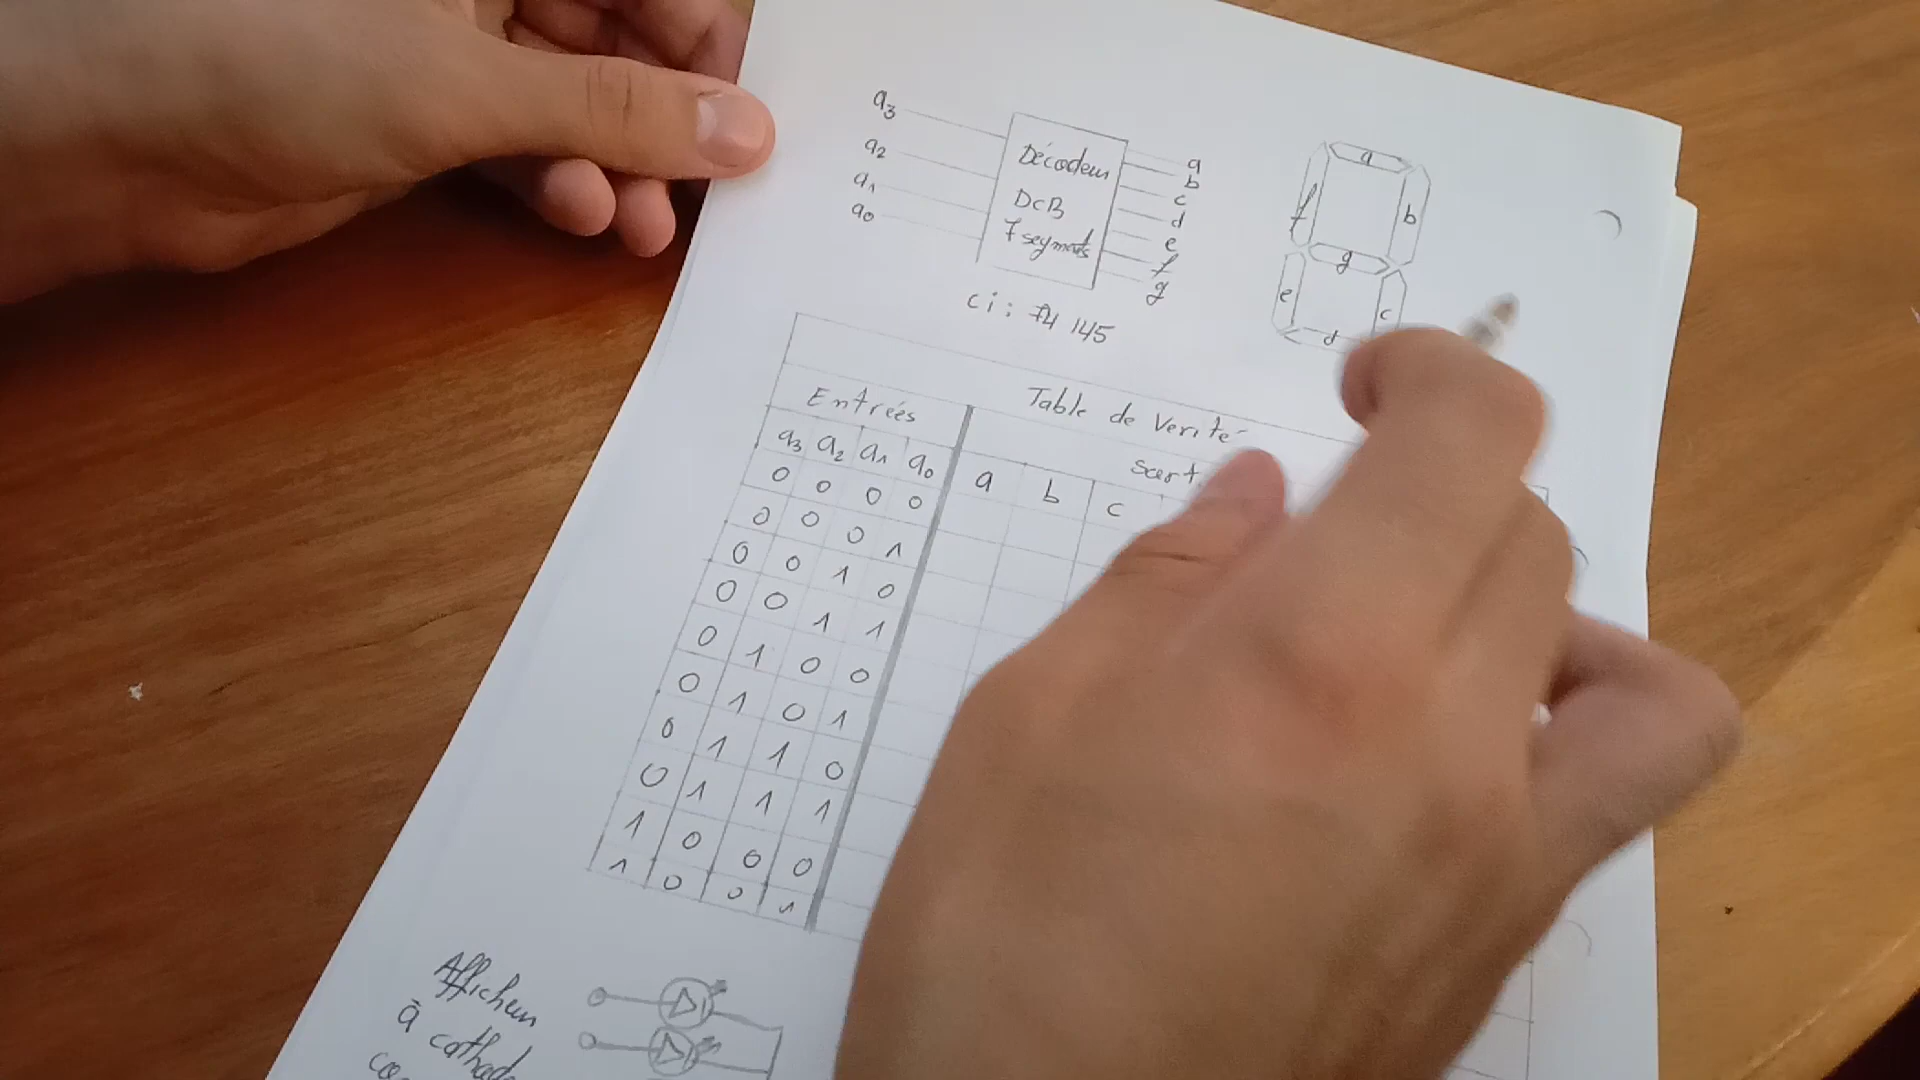 a3
a2
a1
a0
Décodeur
DCB
7 segments
a
b
c
d
e
f
g
ci : 74 145
a
f
b
g
e
c
d
Table de Verité
Entrées
a3 a2 a1 a0
a b c
0 0 0 0
0 0 0 1
0 0 1 0
0 0 1 1
0 1 0 0
0 1 0 1
0 1 1 0
0 1 1 1
1 0 0 0
1 0 0 1
Afficheur
à